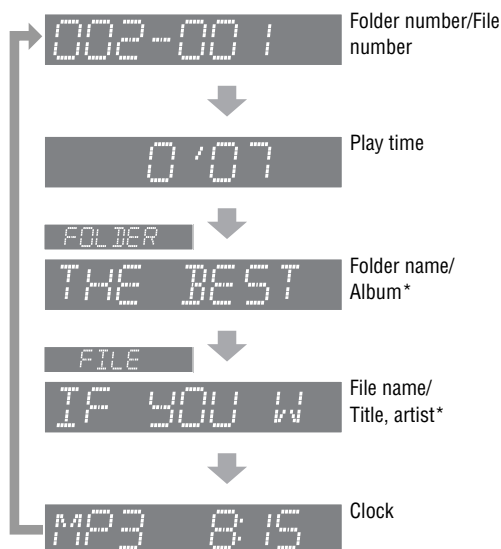 002-001
Folder number/File
number
0'07
Play time
FOLDER
THE BEST
Folder name/
Album*
FILE
IF YOU W
File name/
Title, artist*
MP3 8:15
Clock